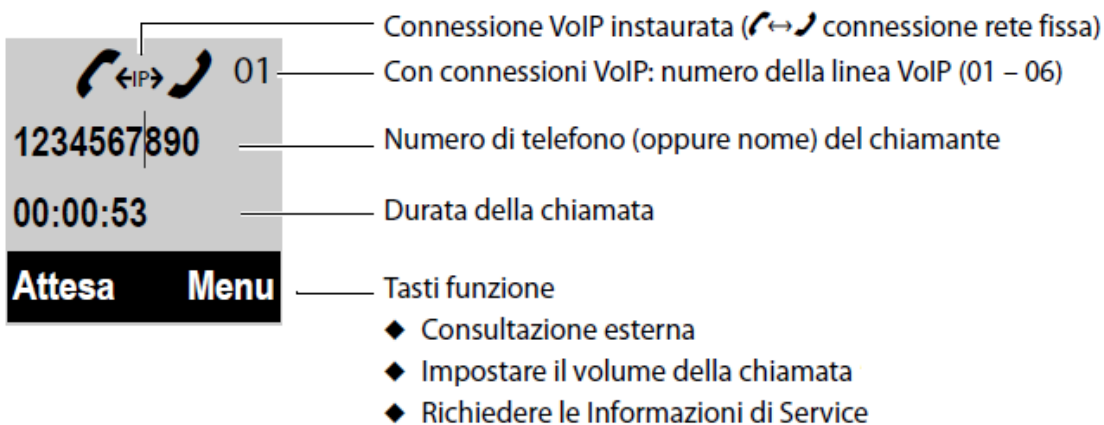 Connessione VoIP instaurata (↔ connessione rete fissa)
IP 01
Con connessioni VoIP: numero della linea VoIP (01 – 06)
1234567890
Numero di telefono (oppure nome) del chiamante
00:00:53
Durata della chiamata
Attesa Menu
Tasti funzione
◆ Consultazione esterna
◆ Impostare il volume della chiamata
◆ Richiedere le Informazioni di Service